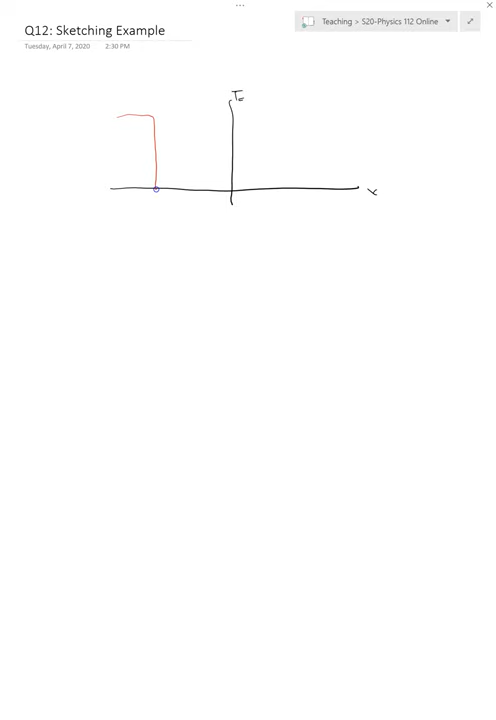 Teaching > S20-Physics 112 Online
Q12: Sketching Example
Tuesday, April 7, 2020 2:30 PM
x